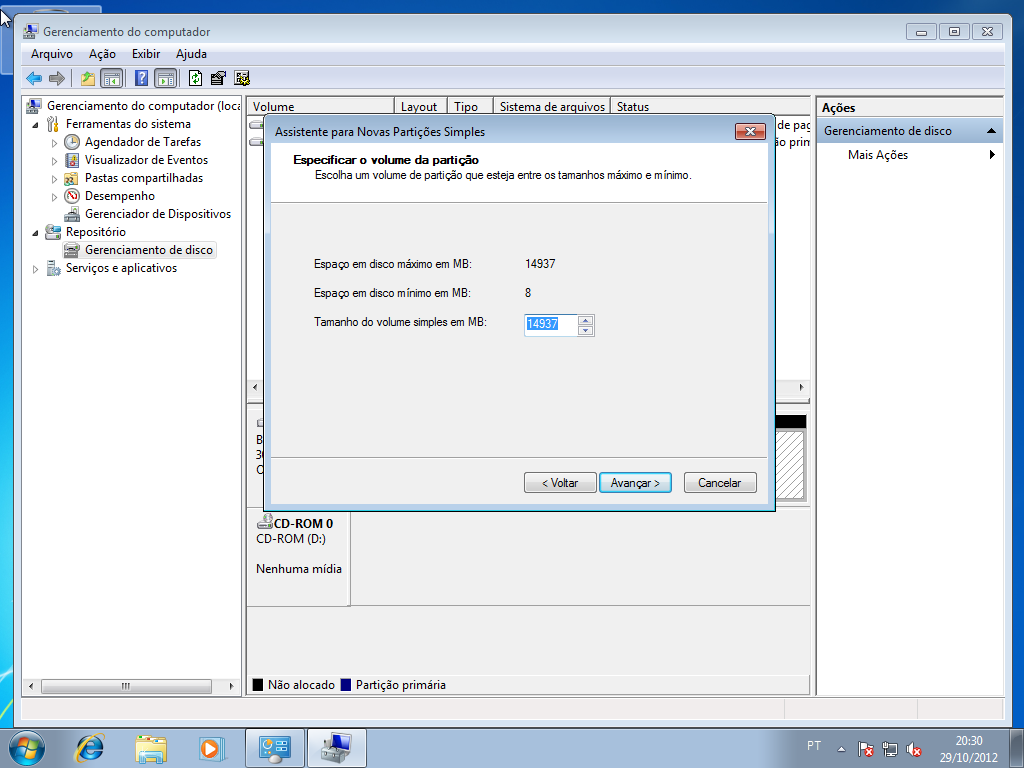 Gerenciamento do computador
Arquivo Ação Exibir Ajuda
Gerenciamento do computador (loca
Ferramentas do sistema
Agendador de Tarefas
Visualizador de Eventos
Pastas compartilhadas
Desempenho
Gerenciador de Dispositivos
Repositório
Gerenciamento de disco
Serviços e aplicativos
Volume Layout Tipo Sistema de arquivos Status
de pag
ão prim
Assistente para Novas Partições Simples
Especificar o volume da partição
Escolha um volume de partição que esteja entre os tamanhos máximo e mínimo.
Espaço em disco máximo em MB: 14937
Espaço em disco mínimo em MB: 8
Tamanho do volume simples em MB: 14937
< Voltar Avançar > Cancelar
B
30
O
CD-ROM 0
CD-ROM (D:)
Nenhuma mídia
Não alocado Partição primária
Ações
Gerenciamento de disco
Mais Ações
PT
20:30
29/10/2012